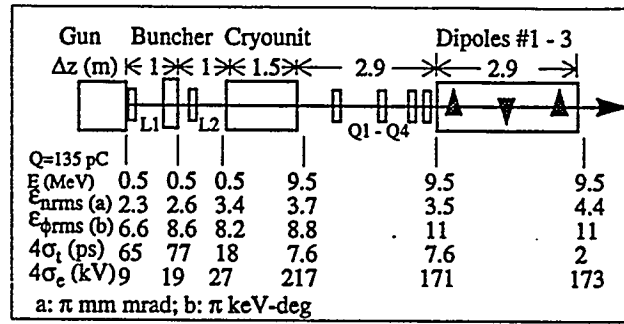 Gun Buncher Cryounit Dipoles #1 - 3
Δz (m) 1 1 1.5 2.9 2.9
L1 L2 Q1 - Q4
Q=135 pC
E (MeV) 0.5 0.5 0.5 9.5 9.5 9.5
εnrms (a) 2.3 2.6 3.4 3.7 3.5 4.4
εφrms (b) 6.6 8.6 8.2 8.8 11 11
4σt (ps) 65 77 18 7.6 7.6 2
4σe (kV) 9 19 27 217 171 173
a: π mm mrad; b: π keV-deg